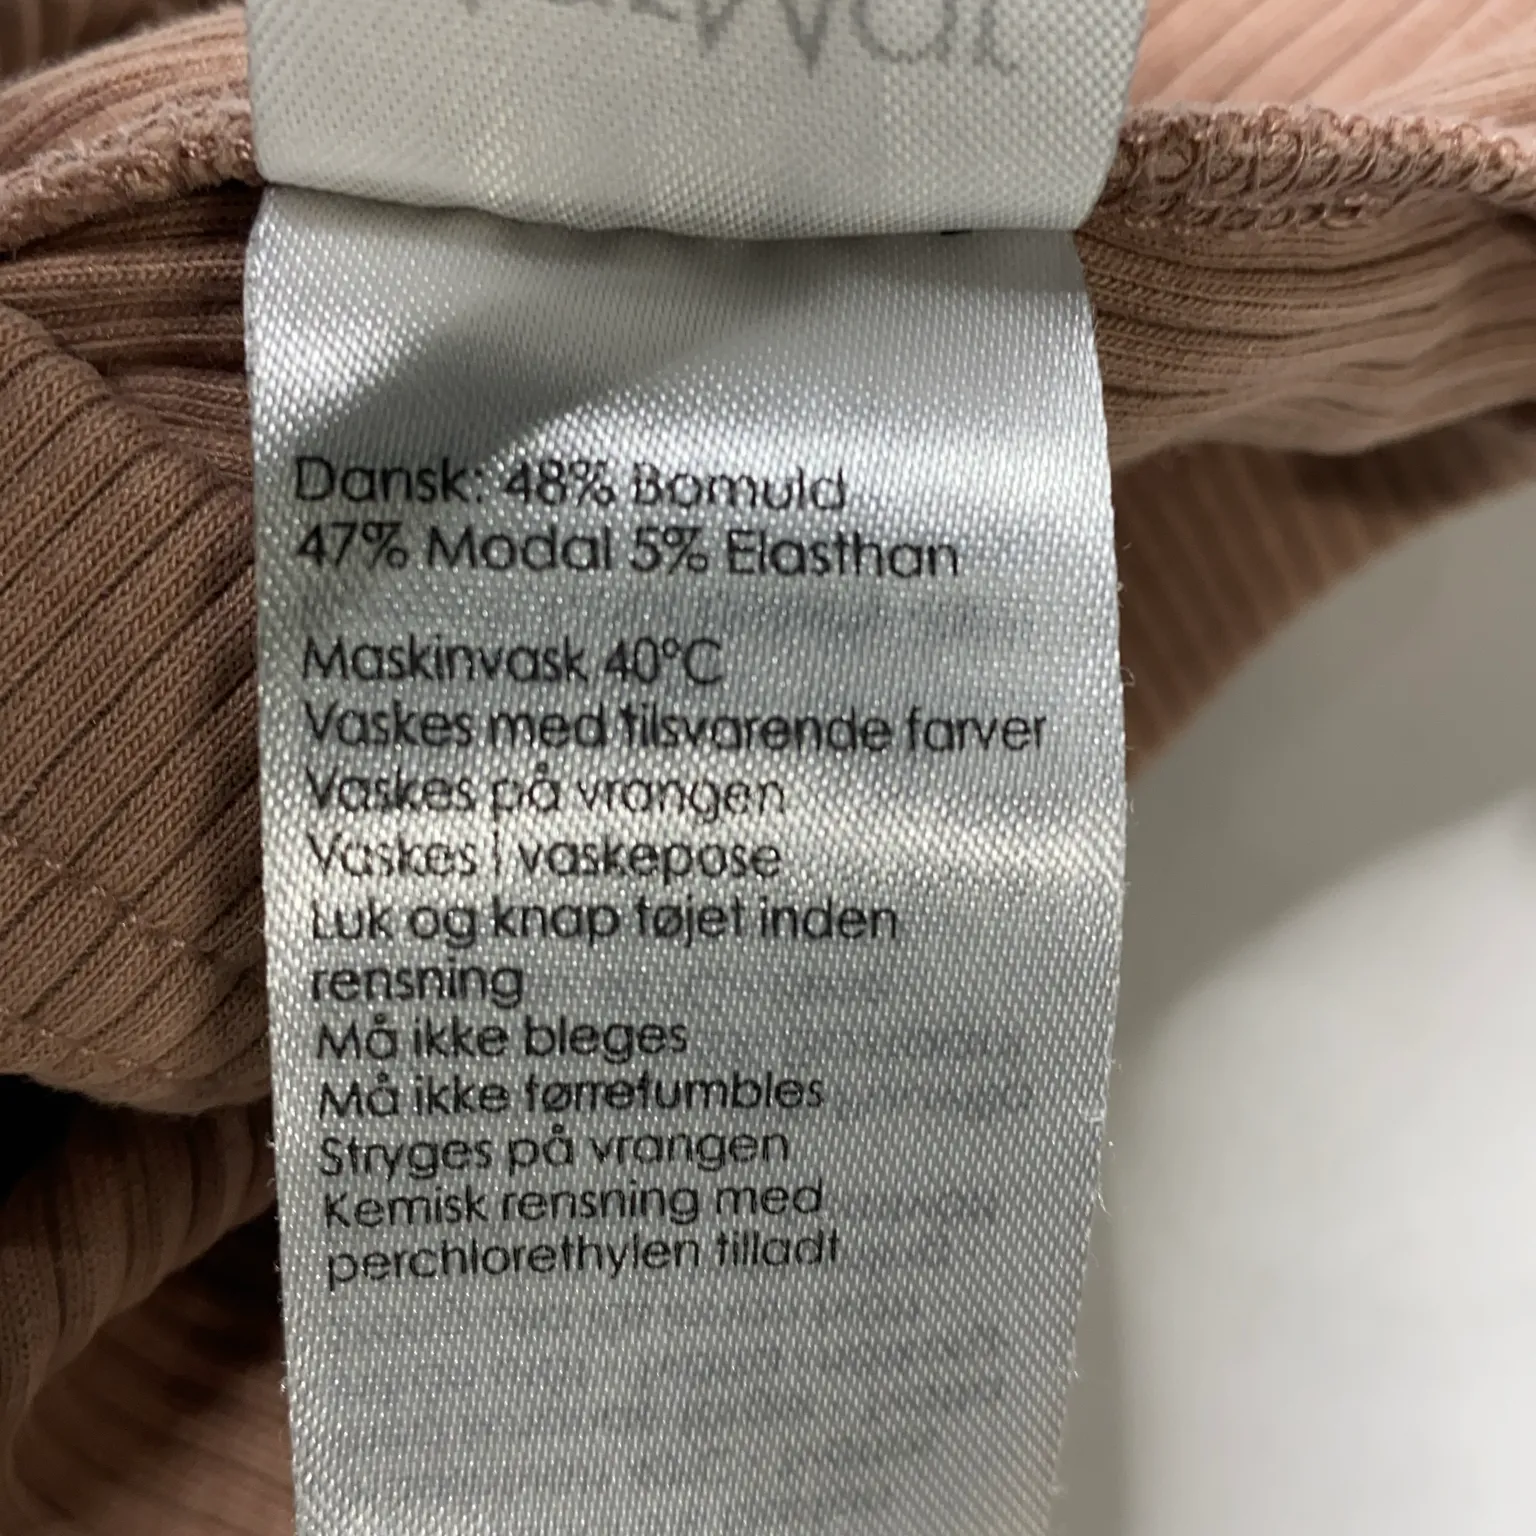 Dansk: 48% Bomuld
47% Modal 5% Elasthan
Maskinvask 40°C
Vaskes med tilsvarende farver
Vaskes på vrangen
Vaskes i vaskepose
Luk og knap tøjet inden
rensning
Må ikke bleges
Må ikke tørretumbles
Stryges på vrangen
Kemisk rensning med
perchlorethylen tilladt